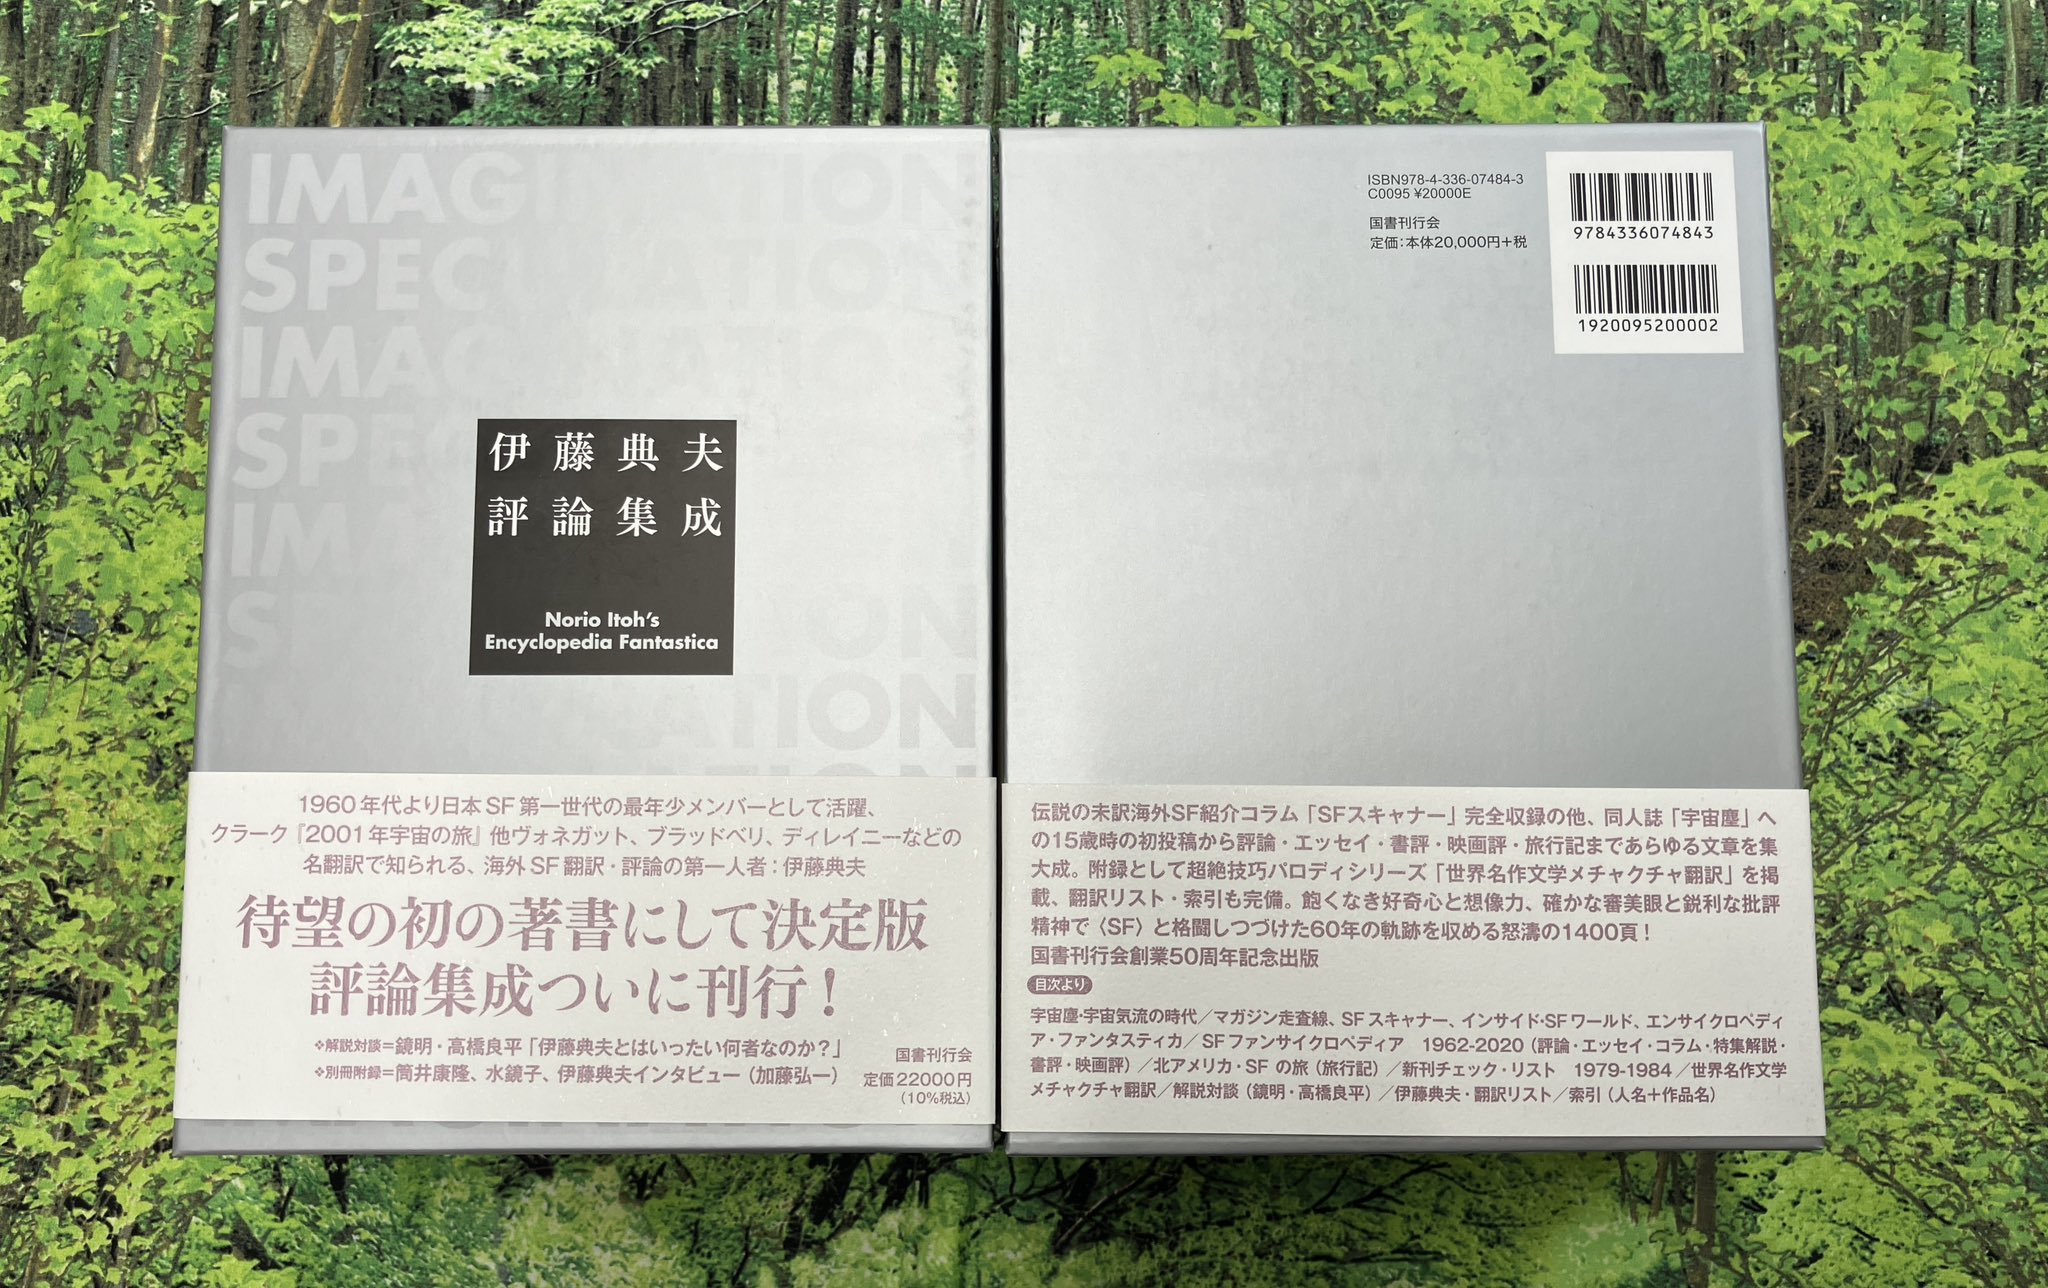 IMAGINATION
SPECULATION
IMAGINATION
SPEC
IMA
S ION
ATION
ATION
伊藤典夫
評論集成
Norio Itoh's
Encyclopedia Fantastica
1960年代より日本SF第一世代の最年少メンバーとして活躍、
クラーク『2001年宇宙の旅』他ヴォネガット、ブラッドベリ、ディレイニーなどの
名翻訳で知られる、海外SF翻訳・評論の第一人者：伊藤典夫
待望の初の著書にして決定版
評論集成ついに刊行！
❖解説対談=鏡明・高橋良平「伊藤典夫とはいったい何者なのか？」
❖別冊附録=筒井康隆、水鏡子、伊藤典夫インタビュー（加藤弘一）
国書刊行会
定価22000円
（10%税込）
ISBN978-4-336-07484-3
C0095 ¥20000E
国書刊行会
定価：本体20,000円+税
9784336074843
1920095200002
伝説の未訳海外SF紹介コラム「SFスキャナー」完全収録の他、同人誌「宇宙塵」へ
の15歳時の初投稿から評論・エッセイ・書評・映画評・旅行記まであらゆる文章を集
大成。附録として超絶技巧パロディシリーズ「世界名作文学メチャクチャ翻訳」を掲
載、翻訳リスト・索引も完備。飽くなき好奇心と想像力、確かな審美眼と鋭利な批評
精神で〈SF〉と格闘しつづけた60年の軌跡を収める怒濤の1400頁！
国書刊行会創業50周年記念出版
目次より
宇宙塵・宇宙気流の時代／マガジン走査線、SFスキャナー、インサイド・SFワールド、エンサイクロペディ
ア・ファンタスティカ／SFファンサイクロペディア 1962-2020（評論・エッセイ・コラム・特集解説・
書評・映画評）／北アメリカ・SFの旅（旅行記）／新刊チェック・リスト 1979-1984／世界名作文学
メチャクチャ翻訳／解説対談（鏡明・高橋良平）／伊藤典夫・翻訳リスト／索引（人名+作品名）